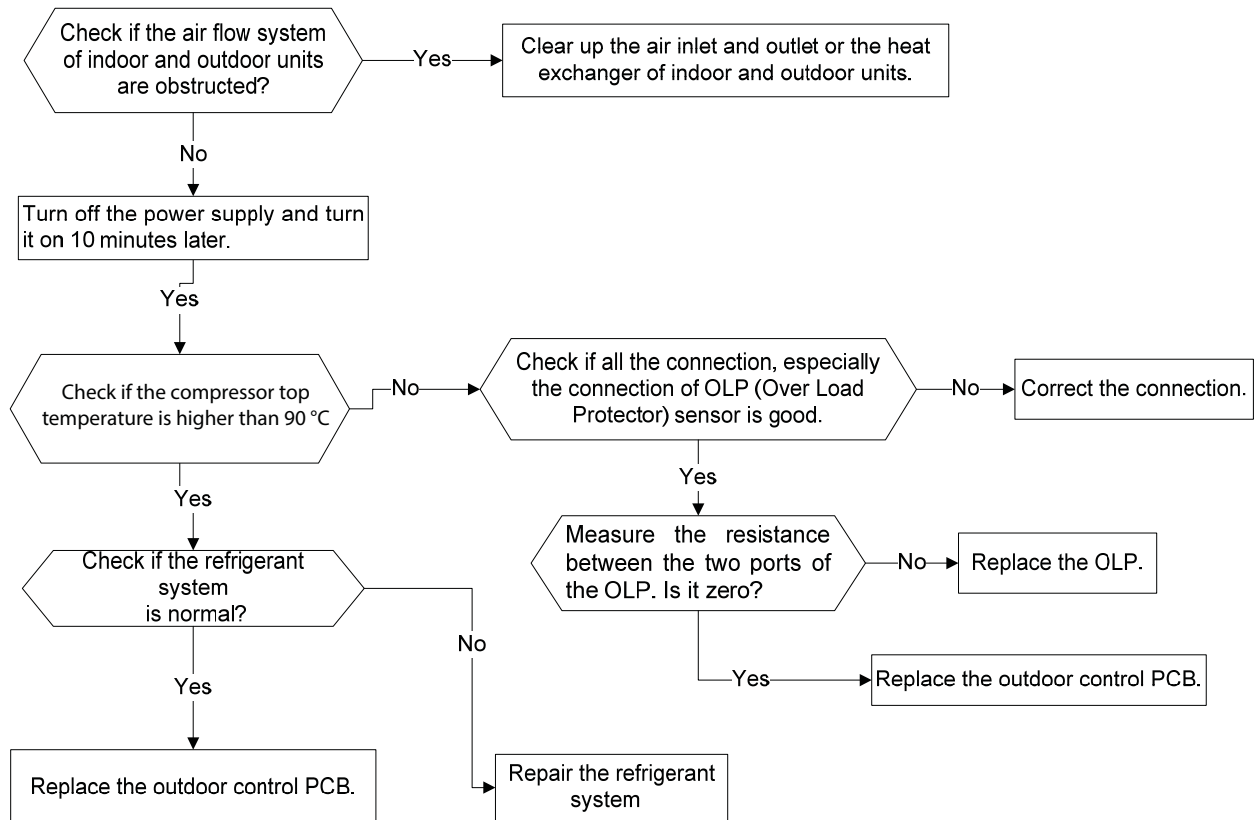 Check if the air flow system
of indoor and outdoor units
are obstructed?
Yes
Clear up the air inlet and outlet or the heat
exchanger of indoor and outdoor units.
No
Turn off the power supply and turn
it on 10 minutes later.
Yes
Check if the compressor top
temperature is higher than 90 °C
No
Check if all the connection, especially
the connection of OLP (Over Load
Protector) sensor is good.
No
Correct the connection.
Yes
Yes
Measure the resistance
between the two ports of
the OLP. Is it zero?
No
Replace the OLP.
Check if the refrigerant
system
is normal?
No
Yes
Replace the outdoor control PCB.
Yes
Replace the outdoor control PCB.
Repair the refrigerant
system